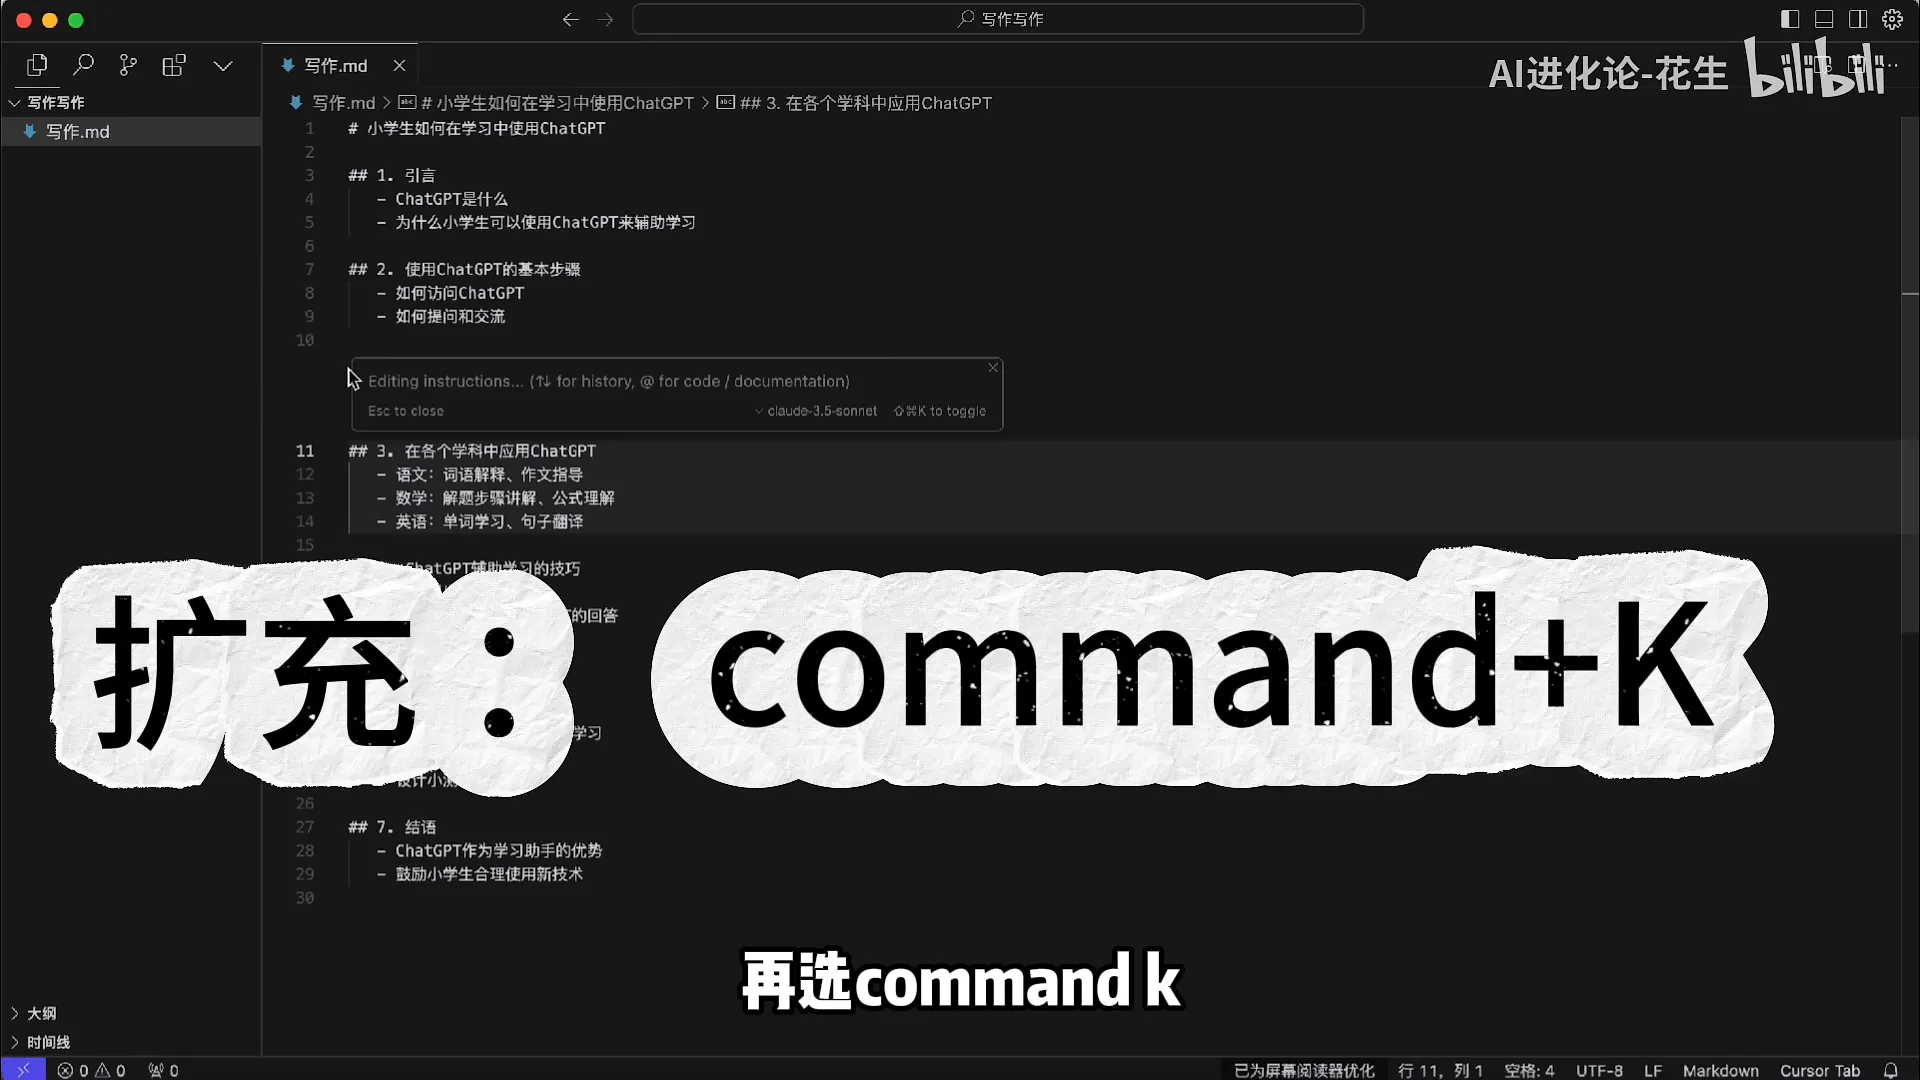 写作写作
AI进化论-花生 bilibili
写作写作
写作.md
写作.md
写作.md > # 小学生如何在学习中使用ChatGPT > ## 3. 在各个学科中应用ChatGPT
1 # 小学生如何在学习中使用ChatGPT
2
3 ## 1. 引言
4 - ChatGPT是什么
5 - 为什么小学生可以使用ChatGPT来辅助学习
6
7 ## 2. 使用ChatGPT的基本步骤
8 - 如何访问ChatGPT
9 - 如何提问和交流
10
Editing instructions... (⇅ for history, @ for code / documentation)
Esc to close claude-3.5-sonnet ⇧⌘K to toggle
11 ## 3. 在各个学科中应用ChatGPT
12 - 语文：词语解释、作文指导
13 - 数学：解题步骤讲解、公式理解
14 - 英语：单词学习、句子翻译
15
hatGPT辅助学习的技巧
的回答
扩充： command+K
学习
26
27 ## 7. 结语
28 - ChatGPT作为学习助手的优势
29 - 鼓励小学生合理使用新技术
30
再选command k
大纲
时间线
0 0 0
已为屏幕阅读器优化 行 11，列 1 空格: 4 UTF-8 LF Markdown Cursor Tab